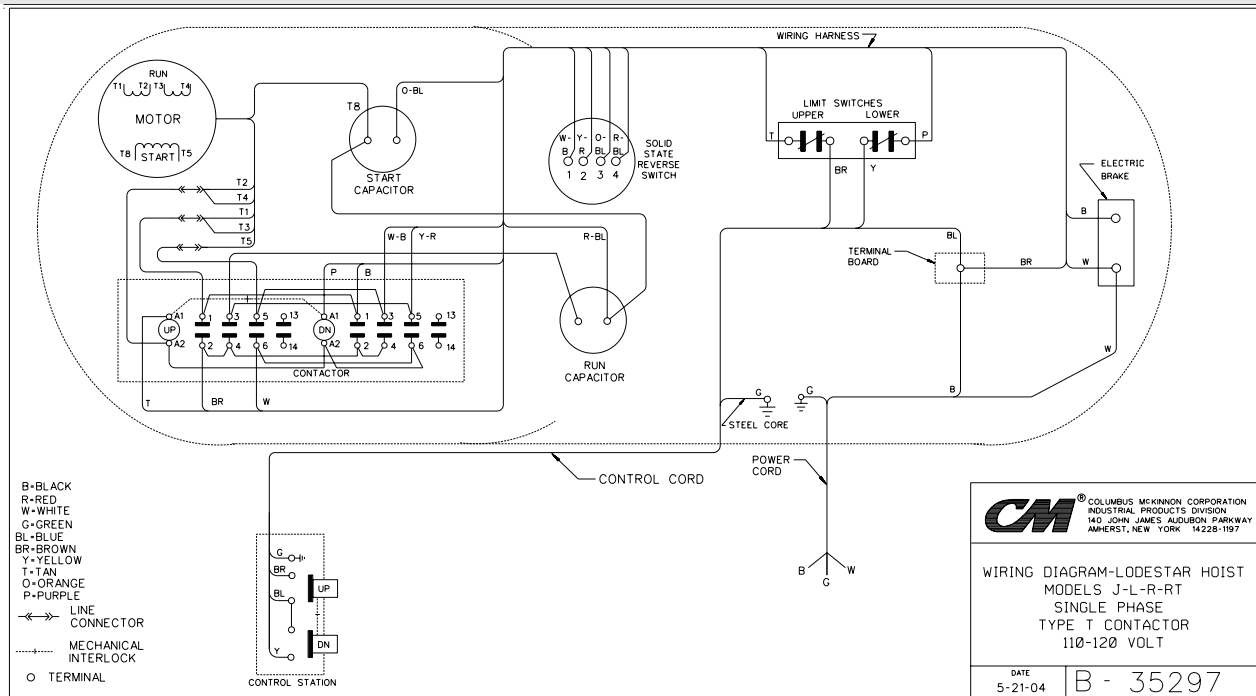 WIRING HARNESS
RUN
T1 T2 T3 T4
MOTOR
T8 START T5
T8
O-BL
START
CAPACITOR
W- Y- O- R-
B R BL BL
1 2 3 4
SOLID
STATE
REVERSE
SWITCH
LIMIT SWITCHES
UPPER LOWER
T
P
BR
Y
ELECTRIC
BRAKE
B
W
T2
T4
T1
T3
T5
W-B
Y-R
R-BL
BL
TERMINAL
BOARD
BR
P
B
A1 1 3 5 13 A1 1 3 5 13
UP DN
A2 2 4 6 14 A2 2 4 6 14
CONTACTOR
RUN
CAPACITOR
W
T
BR
W
G
G
B
STEEL CORE
POWER
CORD
CONTROL CORD
B G W
B=BLACK
R=RED
W=WHITE
G=GREEN
BL=BLUE
BR=BROWN
Y=YELLOW
T=TAN
O=ORANGE
P=PURPLE
LINE
CONNECTOR
MECHANICAL
INTERLOCK
TERMINAL
G
BR
BL
Y
UP
DN
CONTROL STATION
CM ®
COLUMBUS McKINNON CORPORATION
INDUSTRIAL PRODUCTS DIVISION
140 JOHN JAMES AUDUBON PARKWAY
AMHERST, NEW YORK 14228-1197
WIRING DIAGRAM-LODESTAR HOIST
MODELS J-L-R-RT
SINGLE PHASE
TYPE T CONTACTOR
110-120 VOLT
DATE
5-21-04
B - 35297